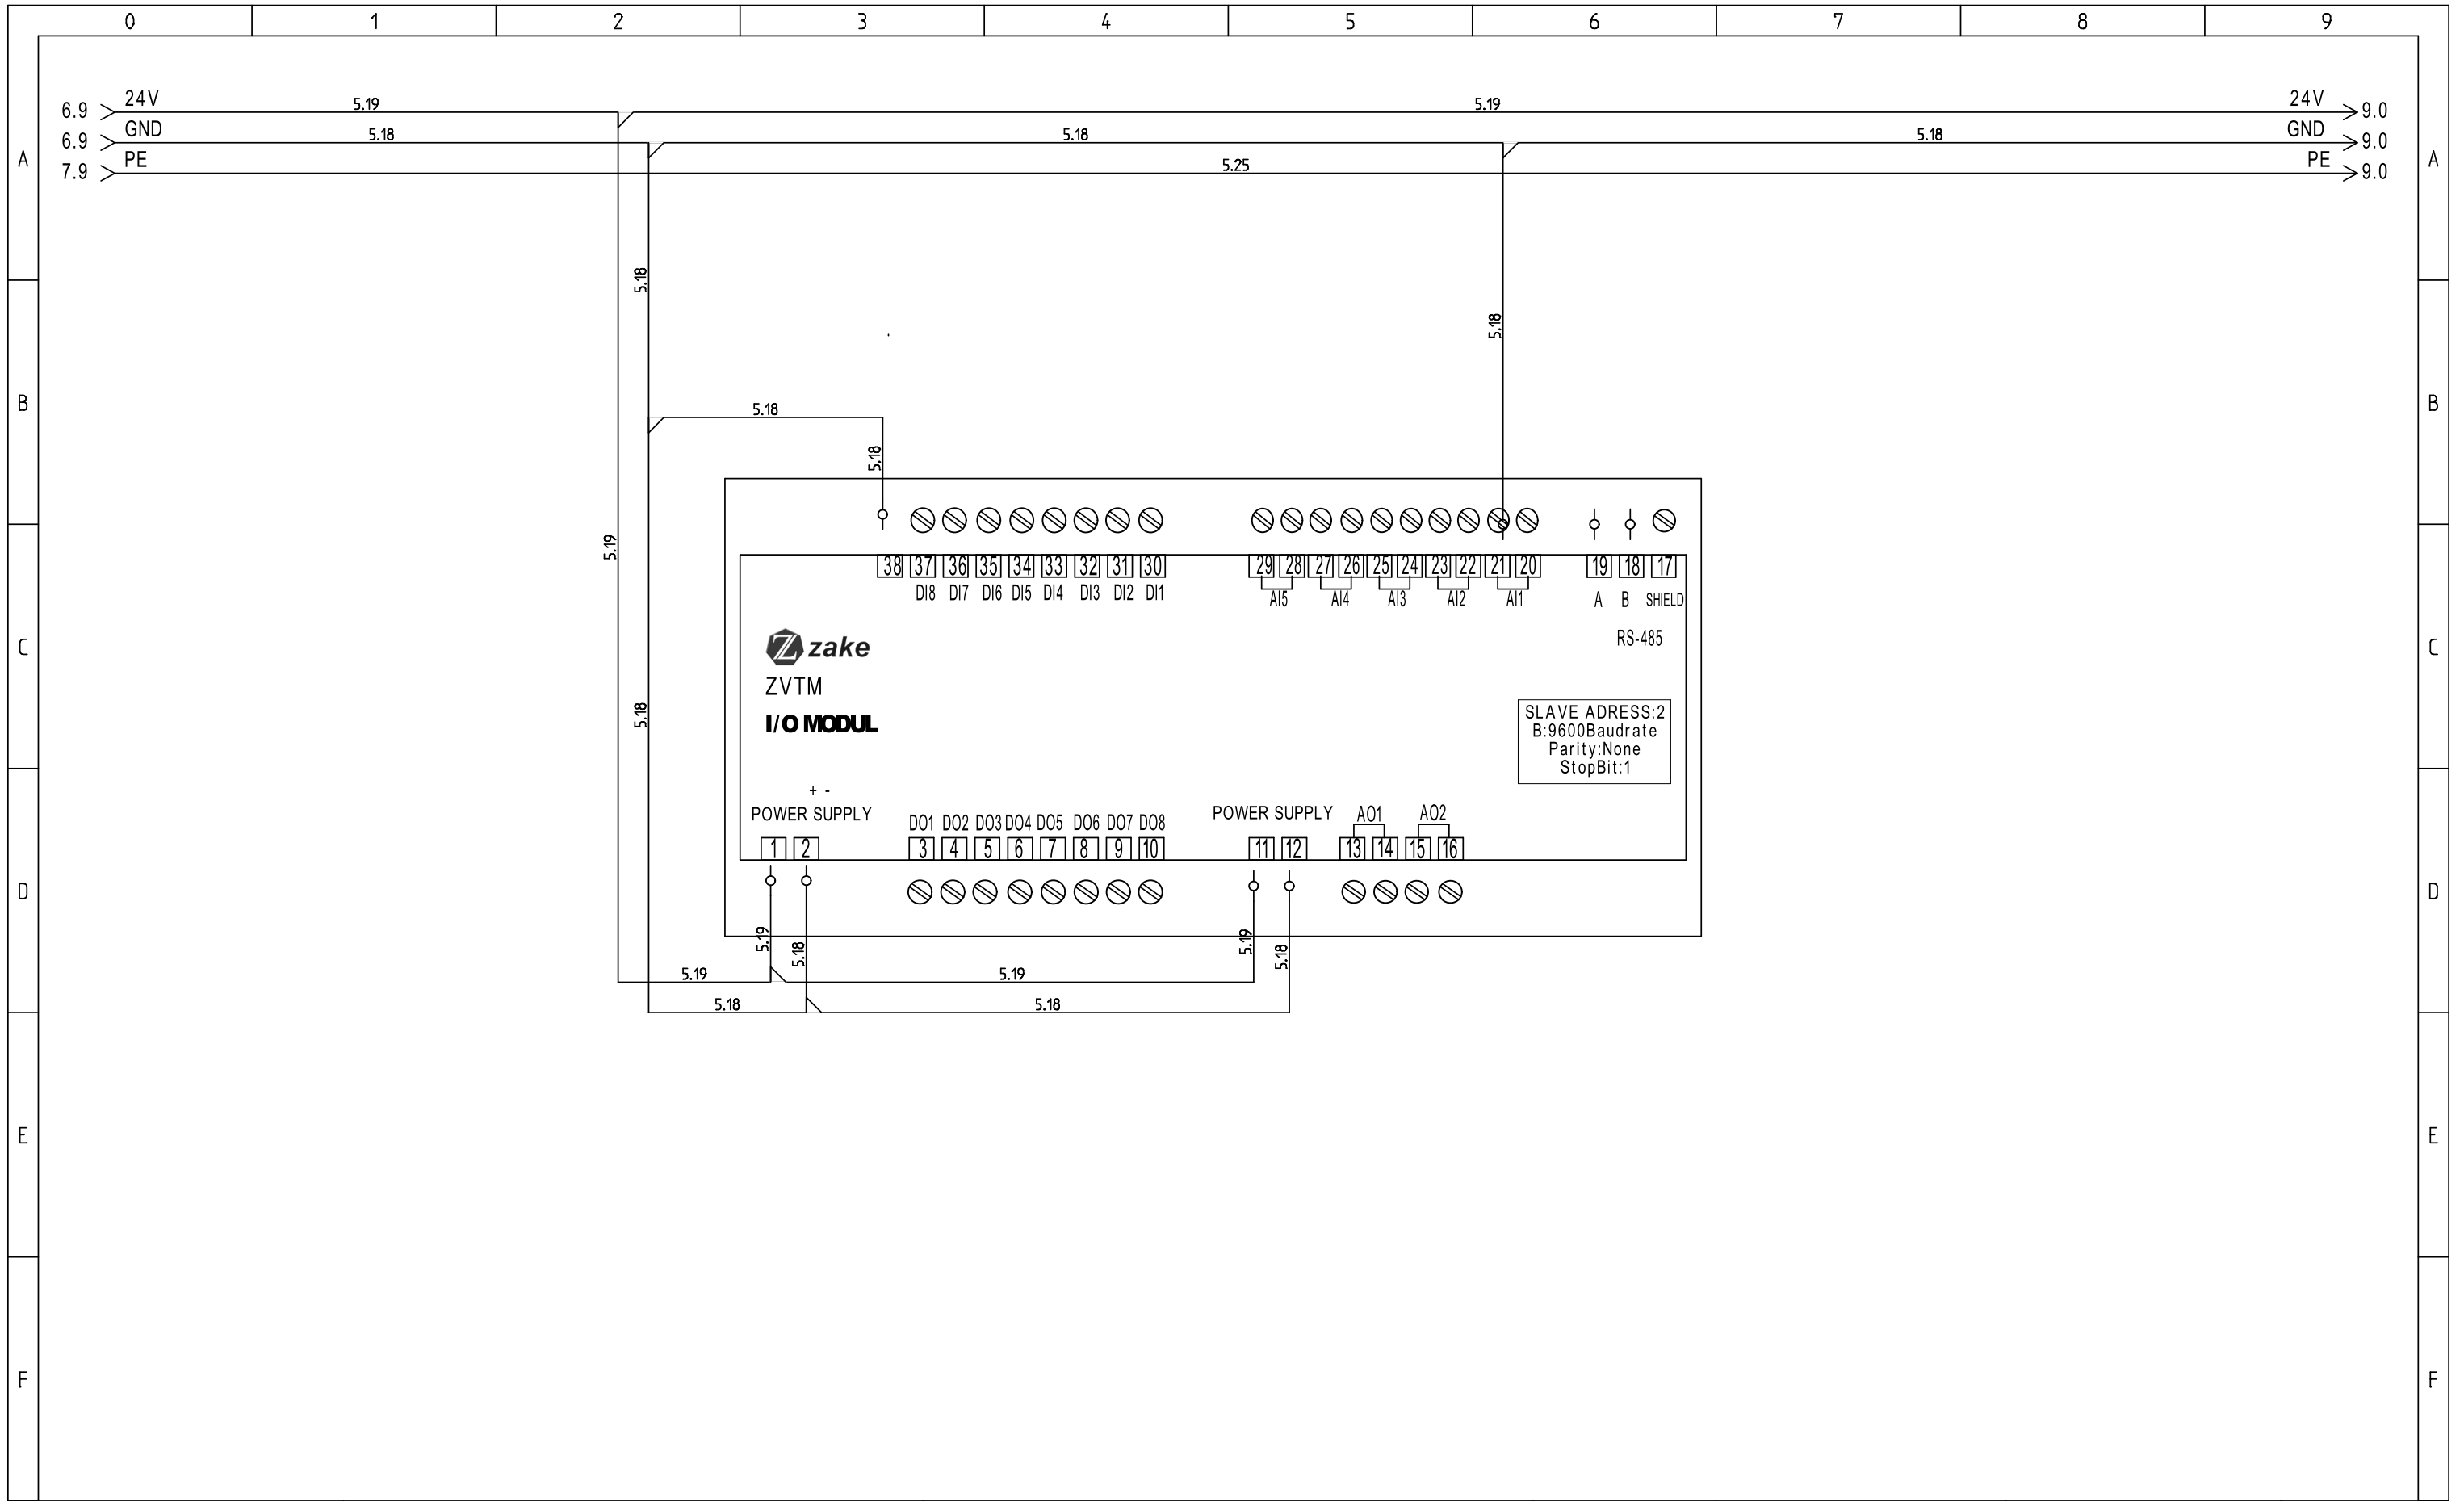 0 1 2 3 4 5 6 7 8 9
24V 5.19 5.19 24V
6.9 9.0
GND 5.18 5.18 5.18 GND
6.9 9.0
A PE 5.25 PE A
7.9 9.0
5.18
5.18
B 5.18 B
5.18
5.19
38 37 36 35 34 33 32 31 30 29 28 27 26 25 24 23 22 21 20 19 18 17
DI8 DI7 DI6 DI5 DI4 DI3 DI2 DI1 AI5 AI4 AI3 AI2 AI1 A B SHIELD
RS-485
C Z zake C
ZVTM
5.18
I/O MODUL
SLAVE ADRESS:2
B:9600Baudrate
Parity:None
StopBit:1
+ -
POWER SUPPLY DO1 DO2 DO3 DO4 DO5 DO6 DO7 DO8 POWER SUPPLY AO1 AO2
1 2 3 4 5 6 7 8 9 10 11 12 13 14 15 16
D D
5.19 5.18 5.19 5.18
5.19 5.19
5.18 5.18
E E
F F